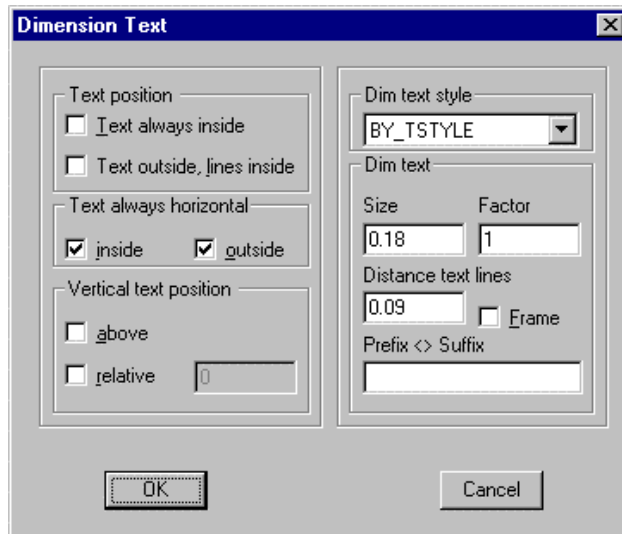 Dimension Text
Text position
Text always inside
Text outside, lines inside
Text always horizontal
inside outside
Vertical text position
above
relative 0
Dim text style
BY_TSTYLE
Dim text
Size Factor
0.18 1
Distance text lines
0.09 Frame
Prefix <> Suffix
OK Cancel